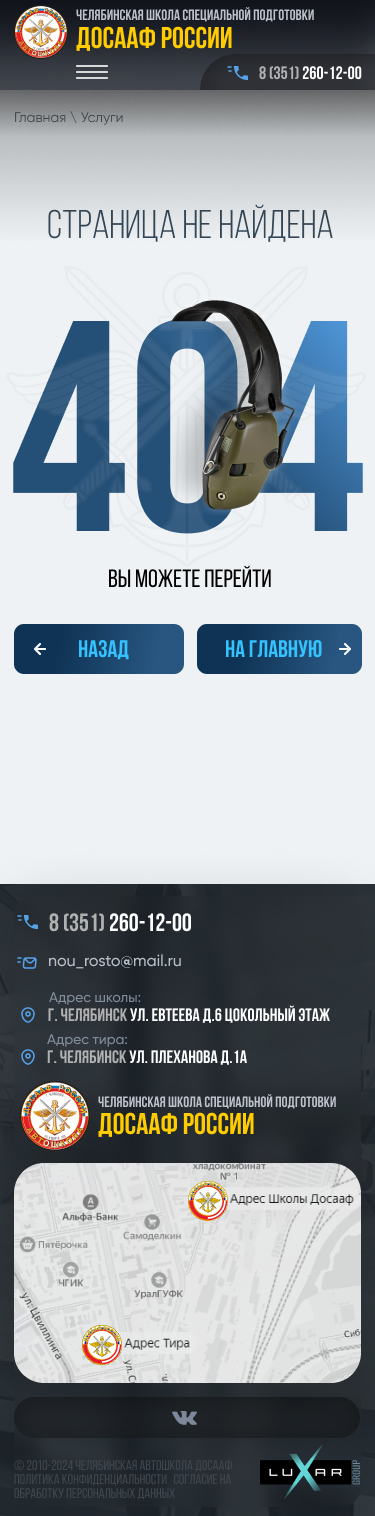 ЧЕЛЯБИНСКАЯ ШКОЛА СПЕЦИАЛЬНОЙ ПОДГОТОВКИ
ДОСААФ РОССИИ
8 (351) 260-12-00
Главная \ Услуги
СТРАНИЦА НЕ НАЙДЕНА
404
ВЫ МОЖЕТЕ ПЕРЕЙТИ
НАЗАД
НА ГЛАВНУЮ
8 (351) 260-12-00
nou_rosto@mail.ru
Адрес школы:
Г. ЧЕЛЯБИНСК УЛ. ЕВТЕЕВА Д.6 ЦОКОЛЬНЫЙ ЭТАЖ
Адрес тира:
Г. ЧЕЛЯБИНСК УЛ. ПЛЕХАНОВА Д.1А
ЧЕЛЯБИНСКАЯ ШКОЛА СПЕЦИАЛЬНОЙ ПОДГОТОВКИ
ДОСААФ РОССИИ
хладокомбинат
№ 1
Адрес Школы Досааф
Альфа-Банк
Самоделкин
Пятёрочка
ЧГИК
УралГУФК
ул. Цвиллинга
Сиб
Адрес Тира
© 2010-2024 ЧЕЛЯБИНСКАЯ АВТОШКОЛА ДОСААФ
ПОЛИТИКА КОНФИДЕНЦИАЛЬНОСТИ СОГЛАСИЕ НА
ОБРАБОТКУ ПЕРСОНАЛЬНЫХ ДАННЫХ
LUXAR
GROUP